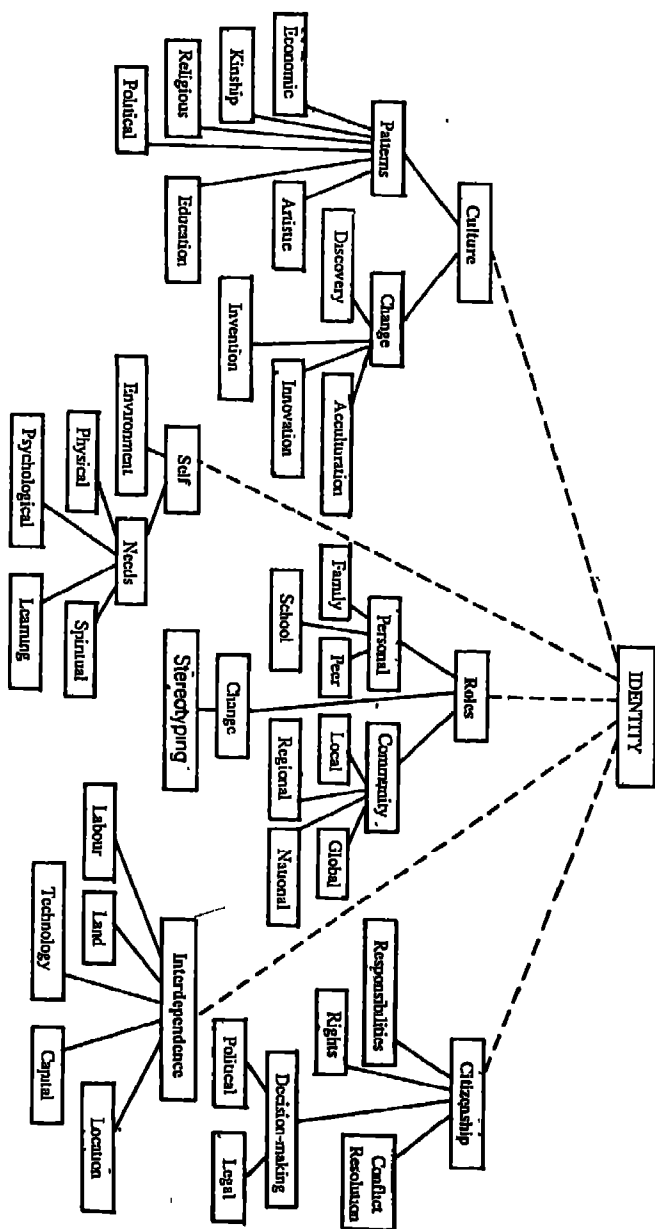 IDENTITY
Culture
Patterns
Economic
Kinship
Religious
Political
Education
Artistic
Change
Discovery
Invention
Innovation
Acculturation
Self
Environment
Needs
Physical
Psychological
Learning
Spiritual
Roles
Personal
Family
School
Peer
Change
Stereotyping
Community
Local
Regional
National
Global
Interdependence
Labour
Land
Technology
Capital
Location
Citizenship
Responsibilities
Rights
Decision-making
Political
Legal
Conflict
Resolution